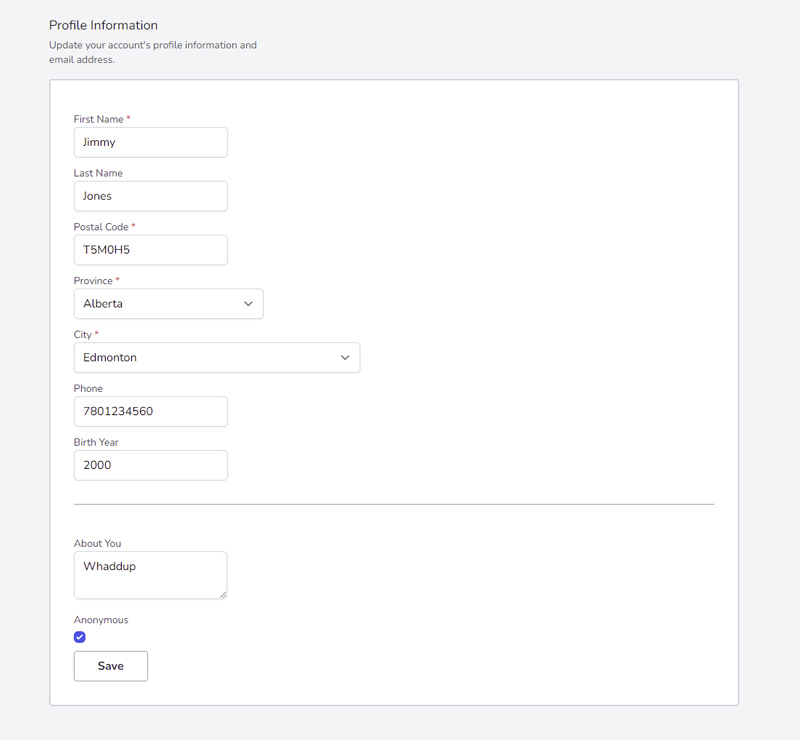 Profile Information
Update your account's profile information and
email address.
First Name *
Jimmy
Last Name
Jones
Postal Code *
T5M0H5
Province *
Alberta
City *
Edmonton
Phone
7801234560
Birth Year
2000
About You
Whaddup
Anonymous
Save